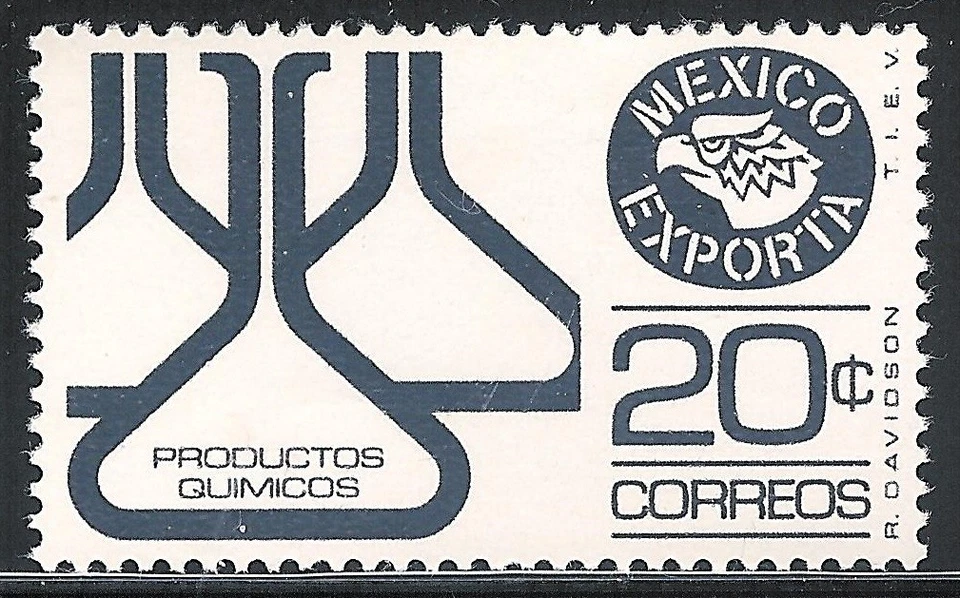 MEXICO
EXPORTA
20¢
CORREOS
PRODUCTOS
QUIMICOS
R. DAVIDSON T. I. E. V.